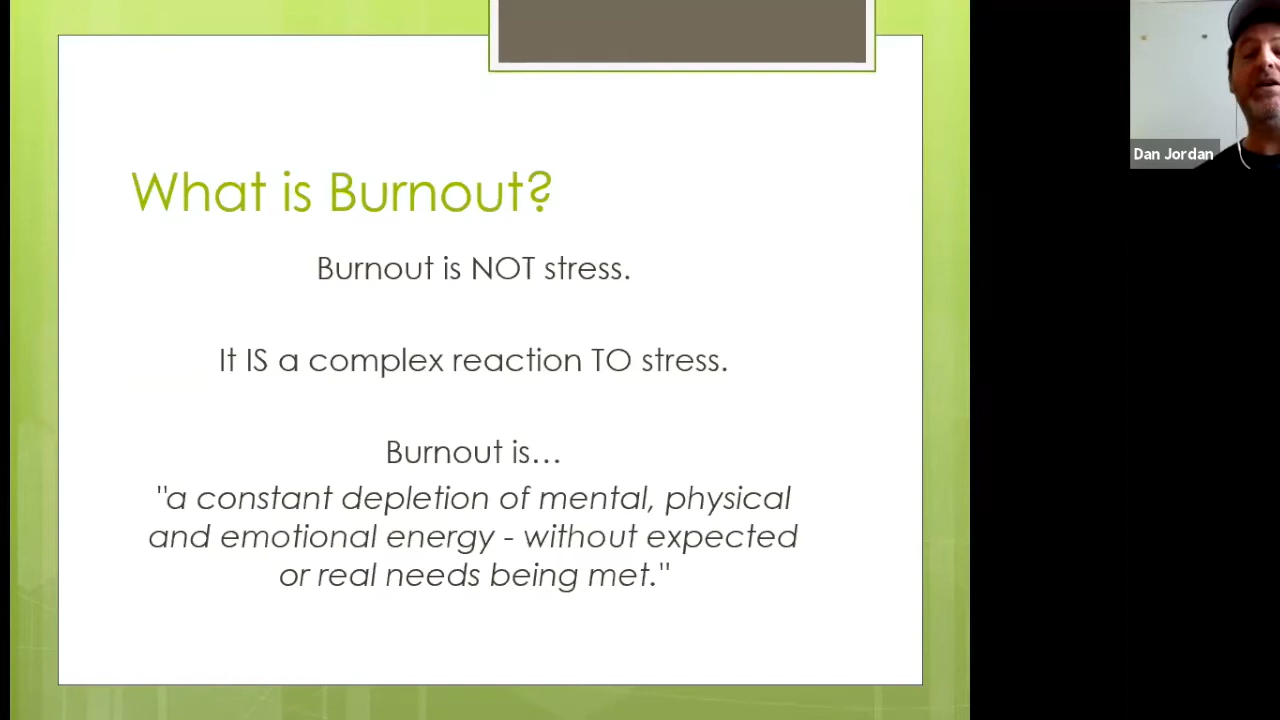 What is Burnout?
Burnout is NOT stress.
It IS a complex reaction TO stress.
Burnout is…
"a constant depletion of mental, physical
and emotional energy - without expected
or real needs being met."
Dan Jordan